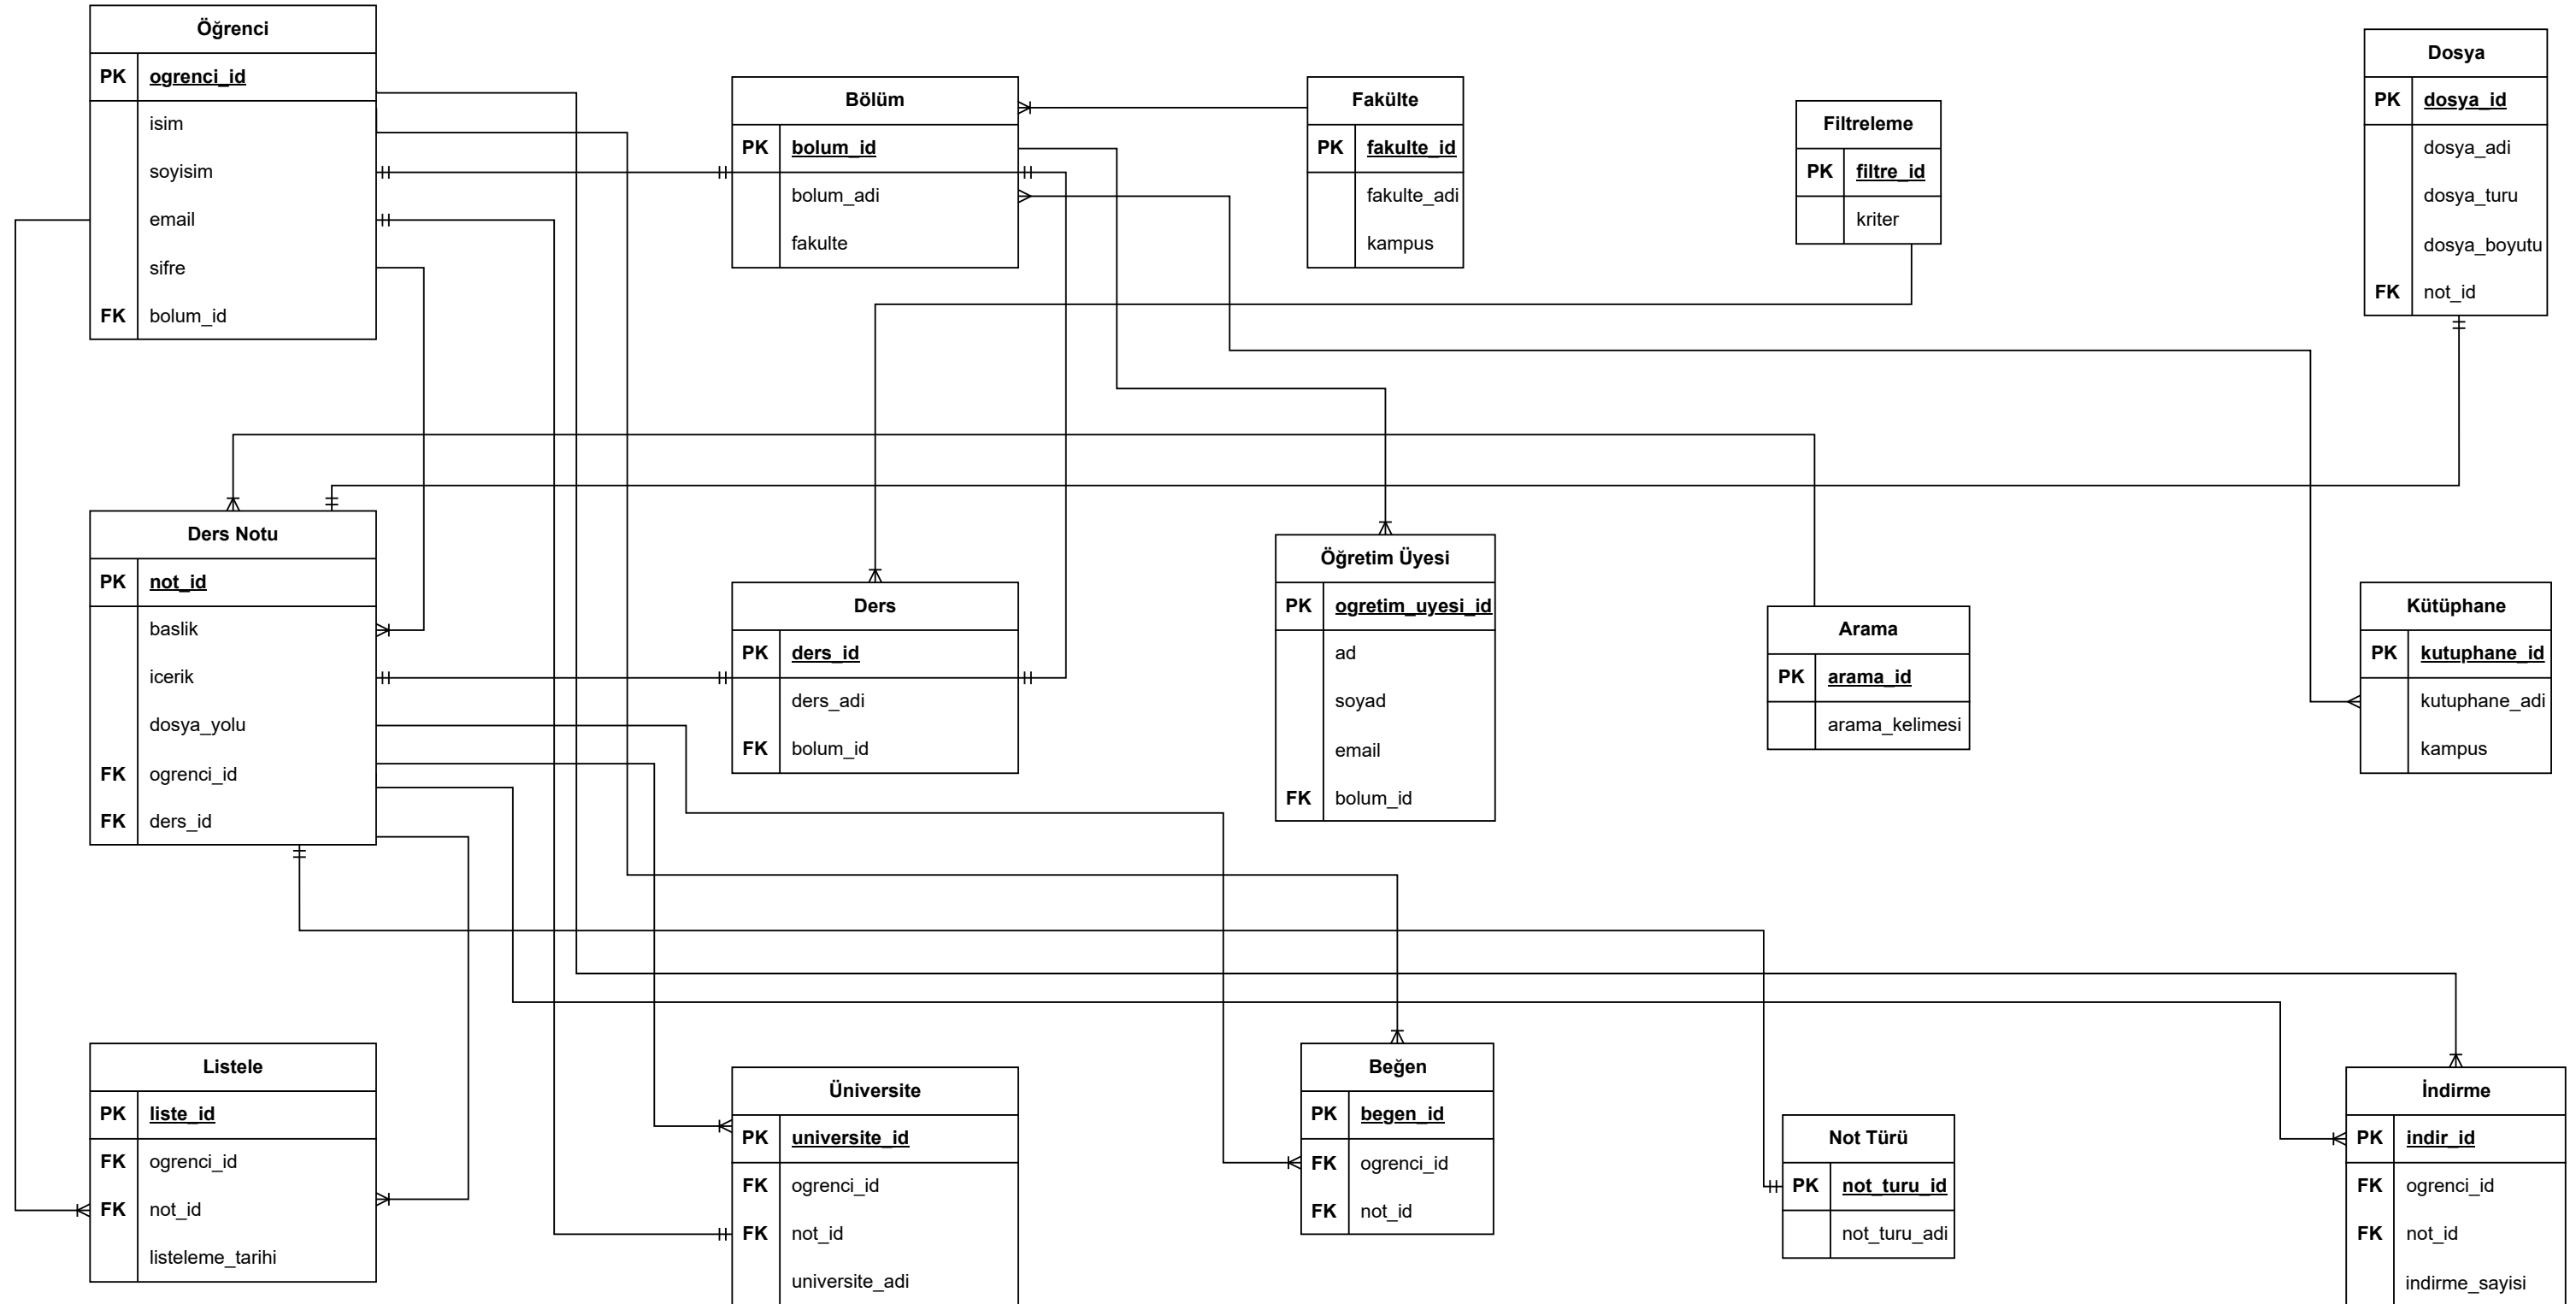 Öğrenci
PK ogrenci_id
isim
soyisim
email
sifre
FK bolum_id
Bölüm
PK bolum_id
bolum_adi
fakulte
Fakülte
PK fakulte_id
fakulte_adi
kampus
Filtreleme
PK filtre_id
kriter
Dosya
PK dosya_id
dosya_adi
dosya_turu
dosya_boyutu
FK not_id
Ders Notu
PK not_id
baslik
icerik
dosya_yolu
FK ogrenci_id
FK ders_id
Ders
PK ders_id
ders_adi
FK bolum_id
Öğretim Üyesi
PK ogretim_uyesi_id
ad
soyad
email
FK bolum_id
Arama
PK arama_id
arama_kelimesi
Kütüphane
PK kutuphane_id
kutuphane_adi
kampus
Listele
PK liste_id
FK ogrenci_id
FK not_id
listeleme_tarihi
Üniversite
PK universite_id
FK ogrenci_id
FK not_id
universite_adi
Beğen
PK begen_id
FK ogrenci_id
FK not_id
Not Türü
PK not_turu_id
not_turu_adi
İndirme
PK indir_id
FK ogrenci_id
FK not_id
indirme_sayisi